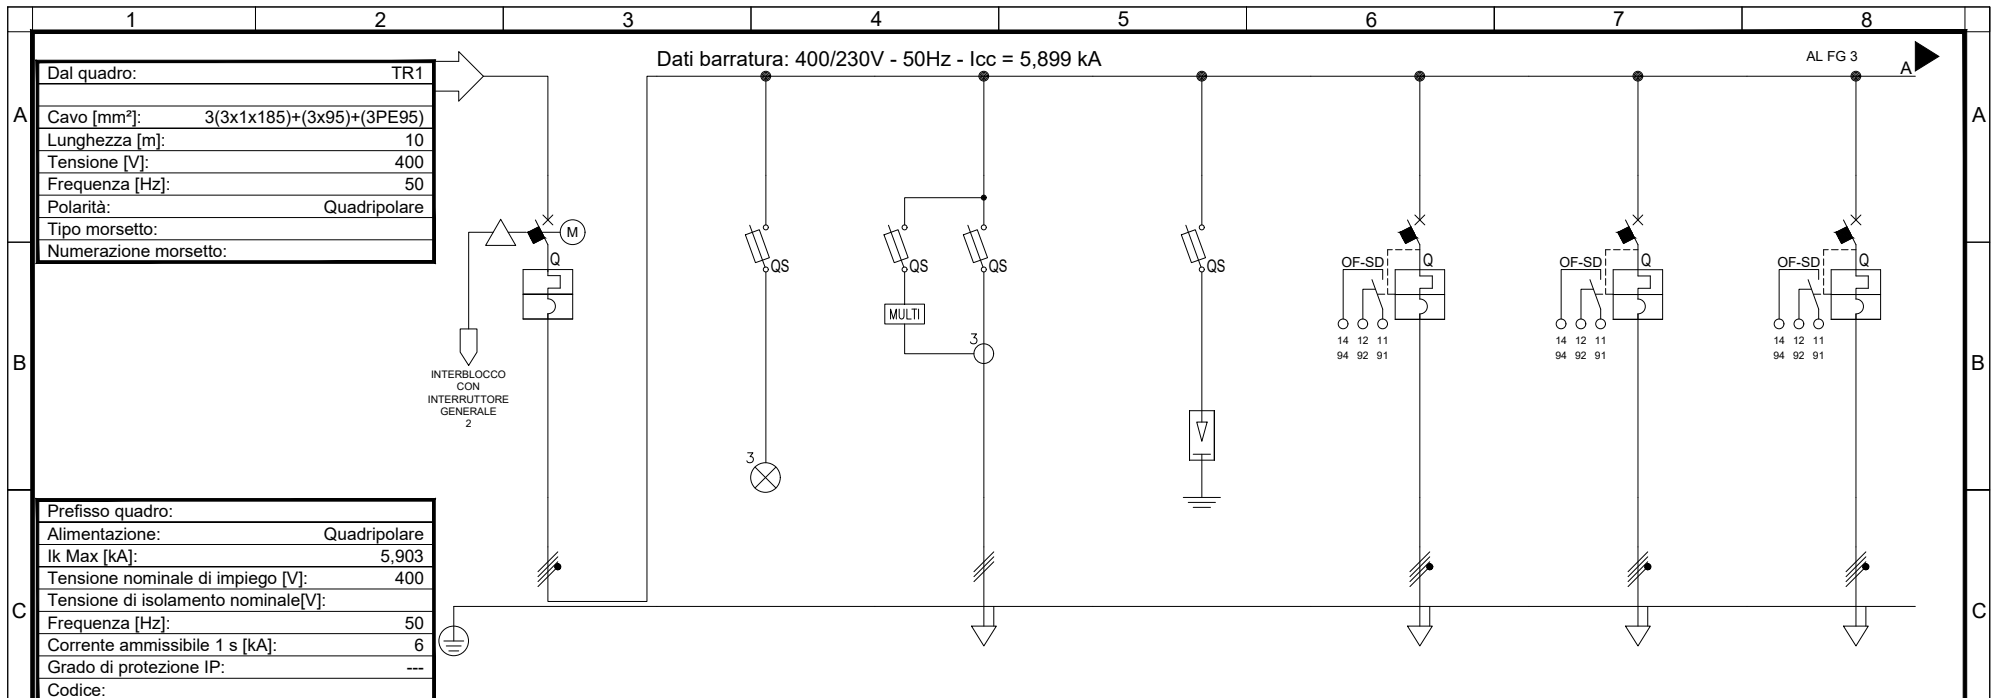 1 2 3 4 5 6 7 8
Dati barratura: 400/230V - 50Hz - Icc = 5,899 kA
AL FG 3
A
A
A
Dal quadro: TR1
Cavo [mm²]: 3(3x1x185)+(3x95)+(3PE95)
Lunghezza [m]: 10
Tensione [V]: 400
Frequenza [Hz]: 50
Polarità: Quadripolare
Tipo morsetto:
Numerazione morsetto:
M
Q
QS
QS
QS
QS
OF-SD
Q
OF-SD
Q
OF-SD
Q
MULTI
3
14 12 11
94 92 91
14 12 11
94 92 91
14 12 11
94 92 91
B
B
INTERBLOCCO
CON
INTERRUTTORE
GENERALE
2
3
Prefisso quadro:
Alimentazione: Quadripolare
Ik Max [kA]: 5,903
Tensione nominale di impiego [V]: 400
Tensione di isolamento nominale[V]:
Frequenza [Hz]: 50
Corrente ammissibile 1 s [kA]: 6
Grado di protezione IP: ---
Codice:
C
C